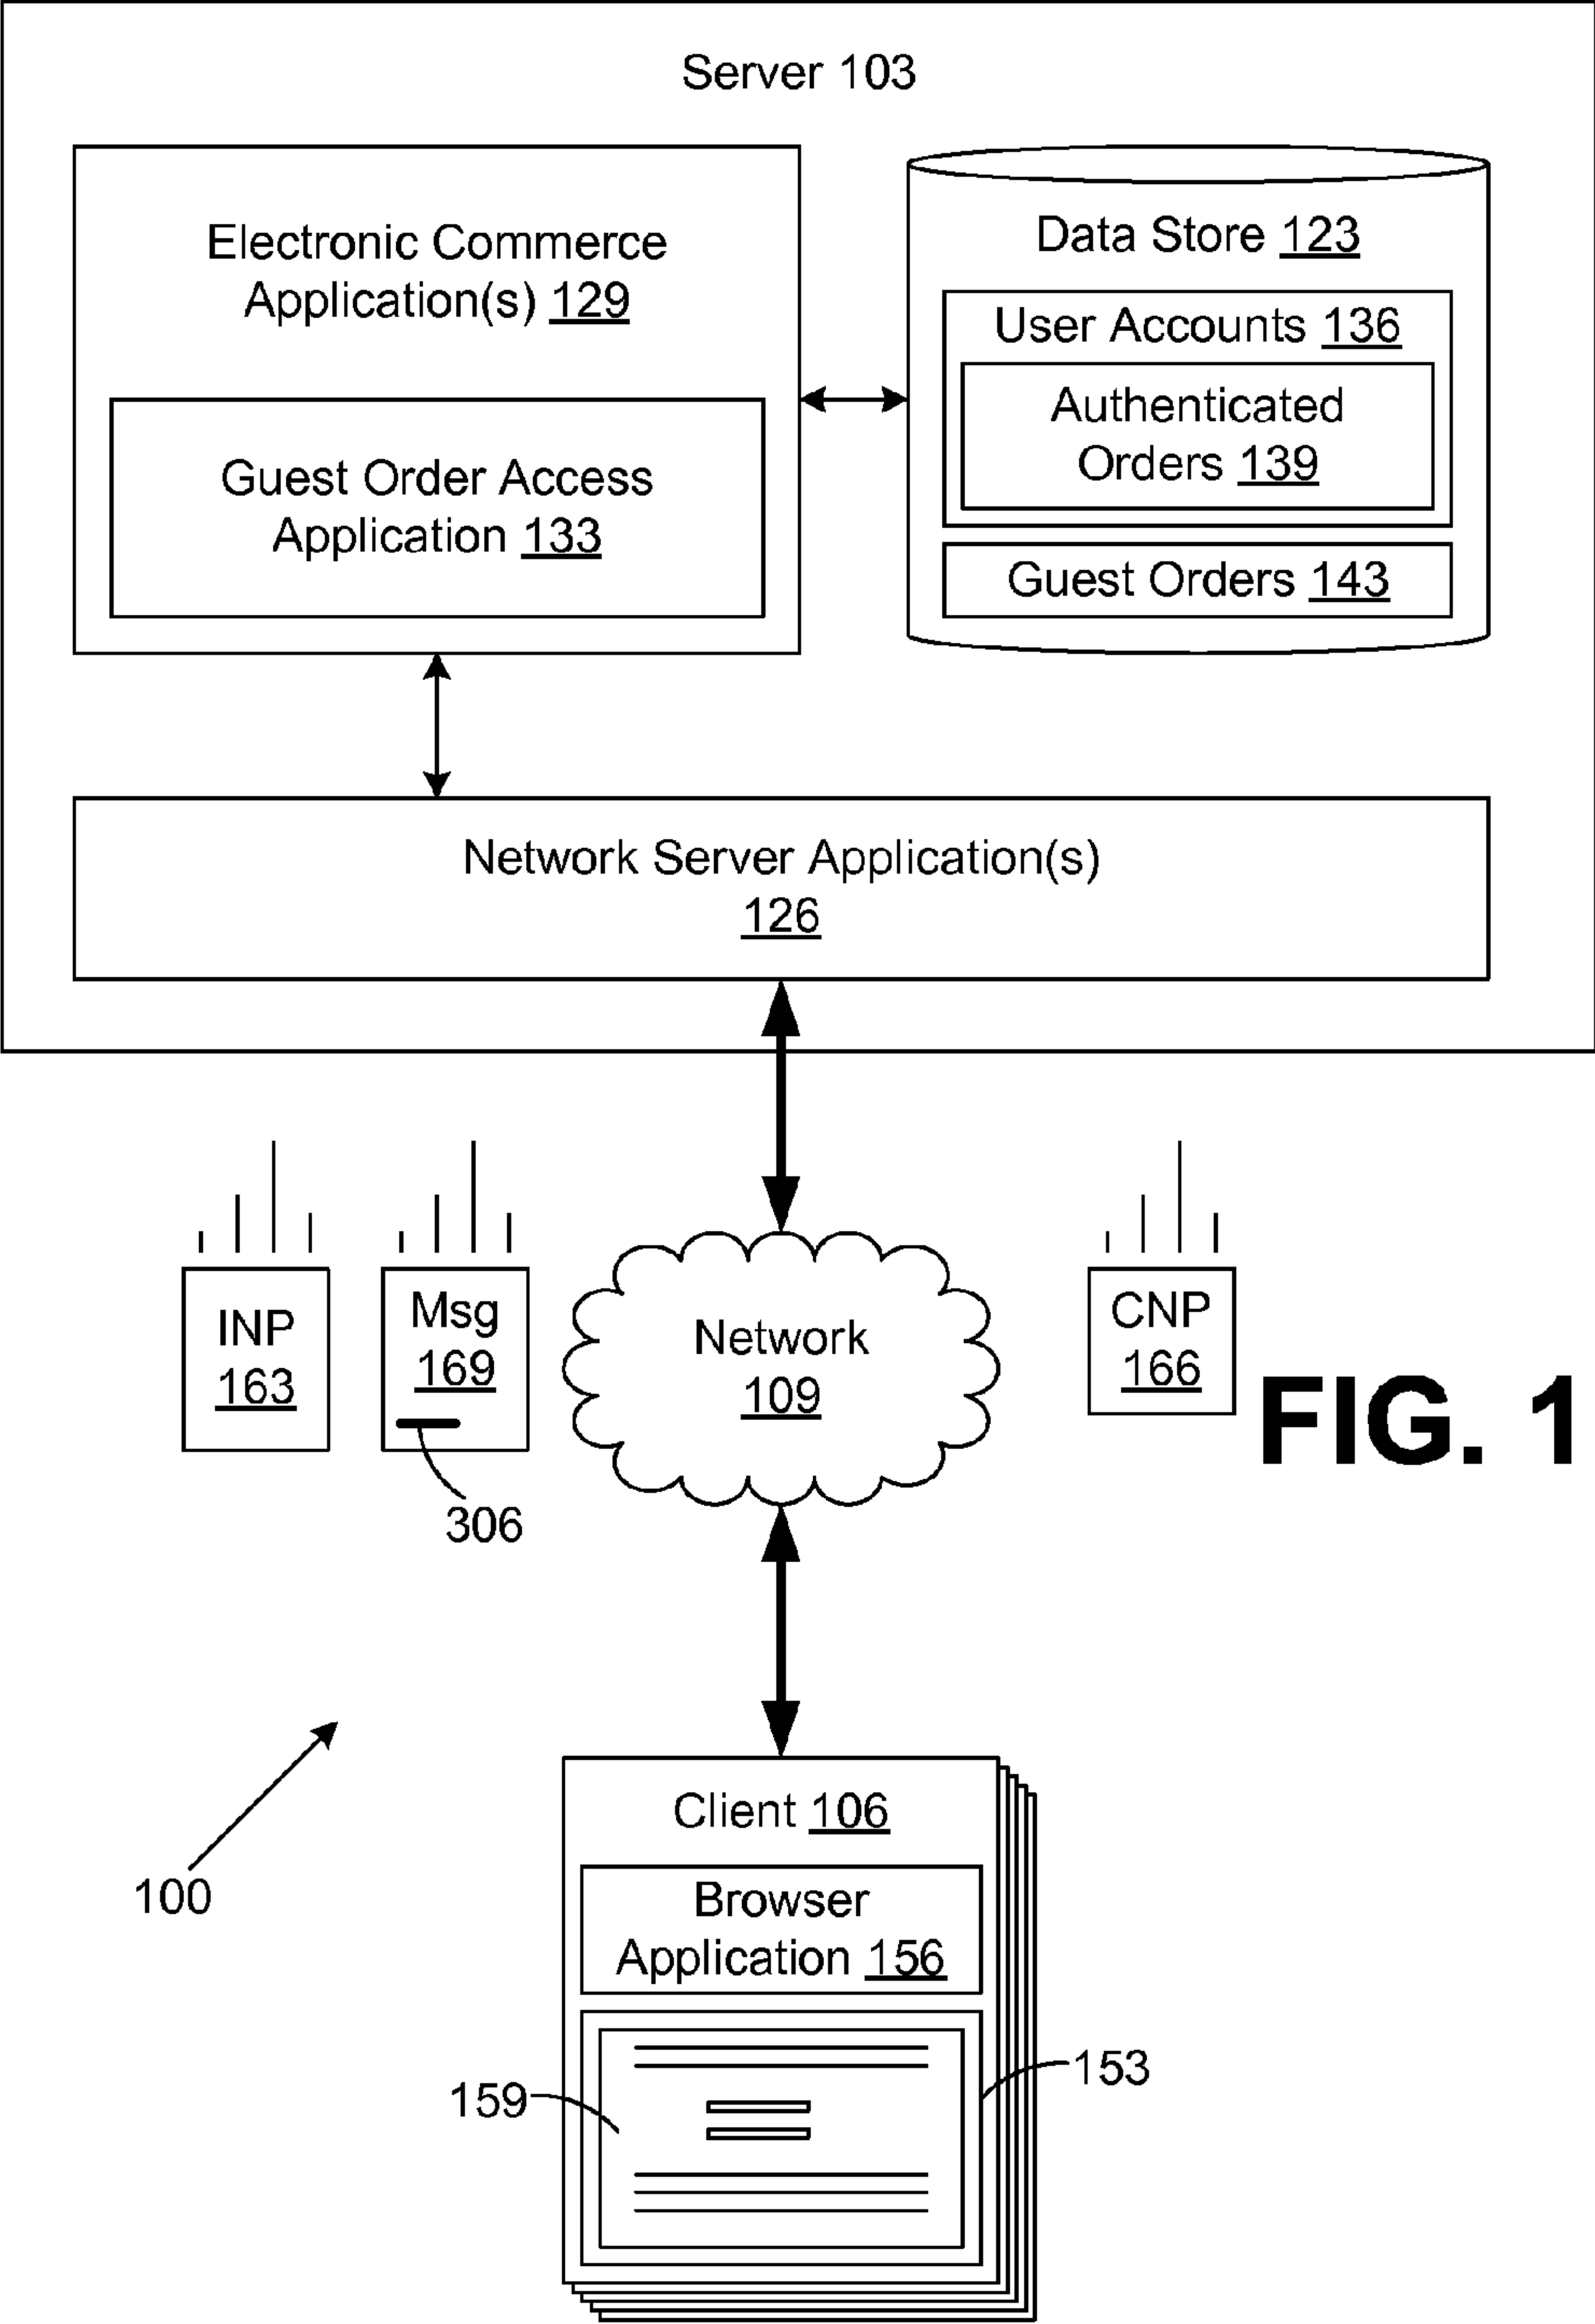 Server 103
Electronic Commerce
Application(s) 129
Guest Order Access
Application 133
Data Store 123
User Accounts 136
Authenticated
Orders 139
Guest Orders 143
Network Server Application(s)
126
INP
163
Msg
169
306
Network
109
CNP
166
FIG. 1
100
Client 106
Browser
Application 156
159
153